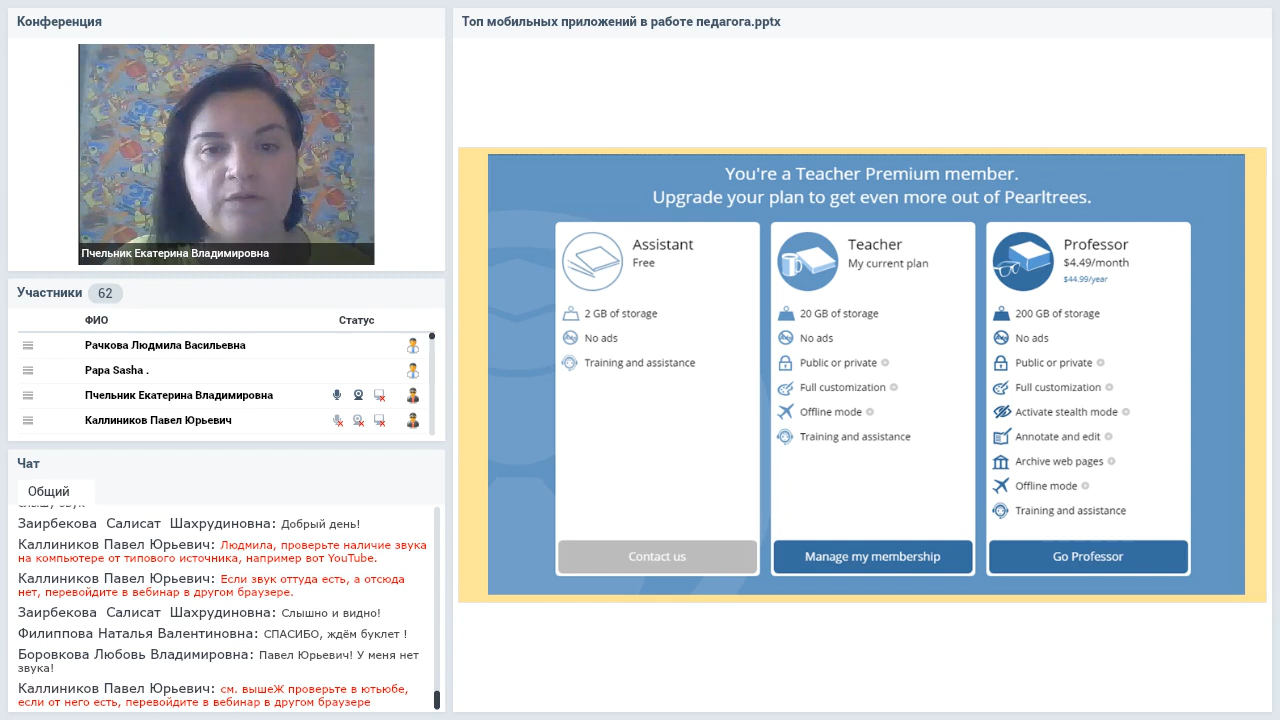 Конференция
Пчельник Екатерина Владимировна
Участники 62
ФИО Статус
Рачкова Людмила Васильевна
Papa Sasha .
Пчельник Екатерина Владимировна
Каллиников Павел Юрьевич
Чат
Общий
слышу звук
Заирбекова Салисат Шахрудиновна: Добрый день!
Каллиников Павел Юрьевич: Людмила, проверьте наличие звука
на компьютере от типового источника, например вот YouTube.
Каллиников Павел Юрьевич: Если звук оттуда есть, а отсюда
нет, перевойдите в вебинар в другом браузере.
Заирбекова Салисат Шахрудиновна: Слышно и видно!
Филиппова Наталья Валентиновна: СПАСИБО, ждём буклет !
Боровкова Любовь Владимировна: Павел Юрьевич! У меня нет
звука!
Каллиников Павел Юрьевич: см. вышеЖ проверьте в ютьюбе,
если от него есть, перевойдите в вебинар в другом браузере
Топ мобильных приложений в работе педагога.pptx
You're a Teacher Premium member.
Upgrade your plan to get even more out of Pearltrees.
Assistant
Free
2 GB of storage
No ads
Training and assistance
Contact us
Teacher
My current plan
20 GB of storage
No ads
Public or private
Full customization
Offline mode
Training and assistance
Manage my membership
Professor
$4.49/month
$44.99/year
200 GB of storage
No ads
Public or private
Full customization
Activate stealth mode
Annotate and edit
Archive web pages
Offline mode
Training and assistance
Go Professor